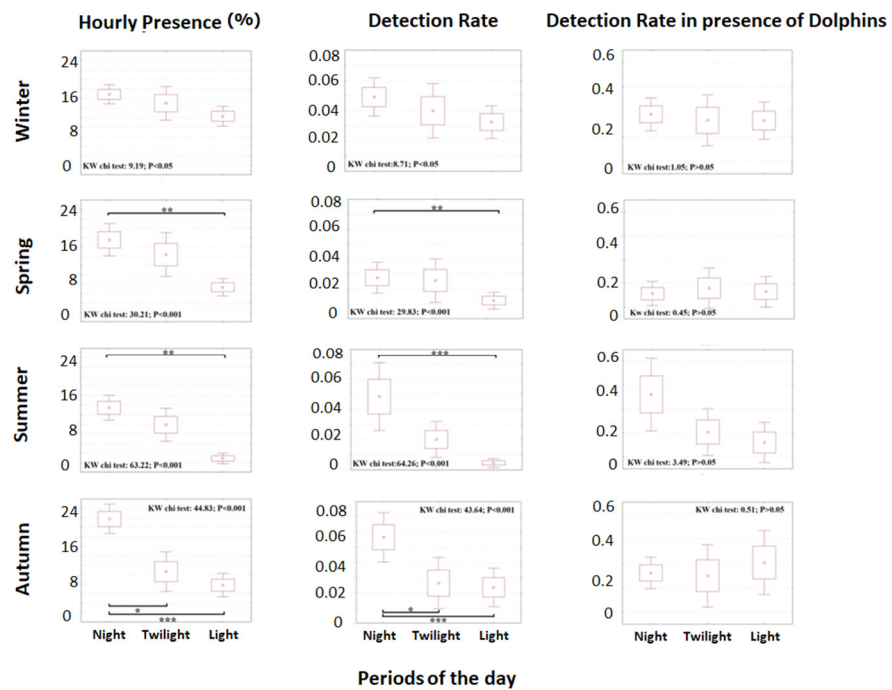 Hourly Presence (%)
Detection Rate
Detection Rate in presence of Dolphins
Winter
24
16
8
0
KW chi test: 9.19; P<0.05
0.08
0.06
0.04
0.02
0
KW chi test:8.71; P<0.05
0.6
0.4
0.2
0
KW chi test:1.05; P>0.05
Spring
24
16
8
0
**
KW chi test: 30.21; P<0.001
0.08
0.06
0.04
0.02
0
**
KW chi test: 29.83; P<0.001
0.6
0.4
0.2
0
Kw chi test: 0.45; P>0.05
Summer
24
16
8
0
**
KW chi test: 63.22; P<0.001
0.08
0.06
0.04
0.02
0
***
KW chi test:64.26; P<0.001
0.6
0.4
0.2
0
KW chi test: 3.49; P>0.05
Autumn
24
16
8
0
KW chi test: 44.83; P<0.001
*
***
0.08
0.06
0.04
0.02
0
KW chi test: 43.64; P<0.001
*
***
0.6
0.4
0.2
0
KW chi test: 0.51; P>0.05
Night Twilight Light
Night Twilight Light
Night Twilight Light
Periods of the day